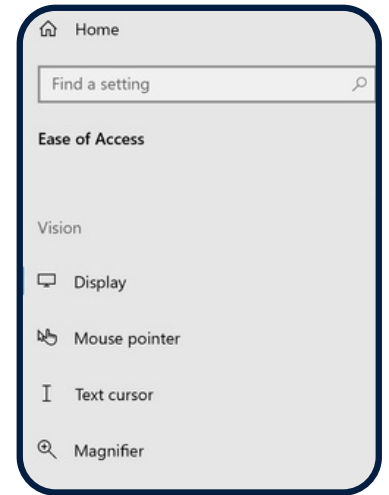 Home
Find a setting
Ease of Access
Vision
Display
Mouse pointer
Text cursor
Magnifier